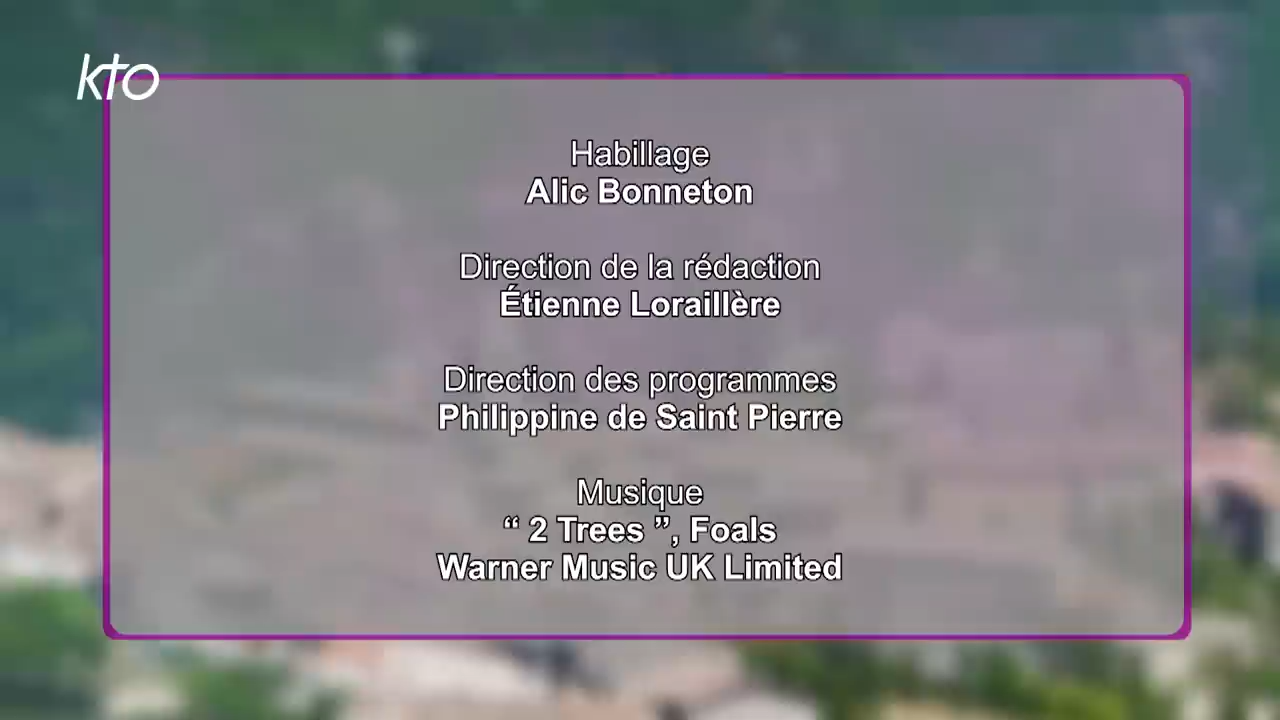 kto
Habillage
Alic Bonneton
Direction de la rédaction
Étienne Loraillère
Direction des programmes
Philippine de Saint Pierre
Musique
“ 2 Trees ”, Foals
Warner Music UK Limited